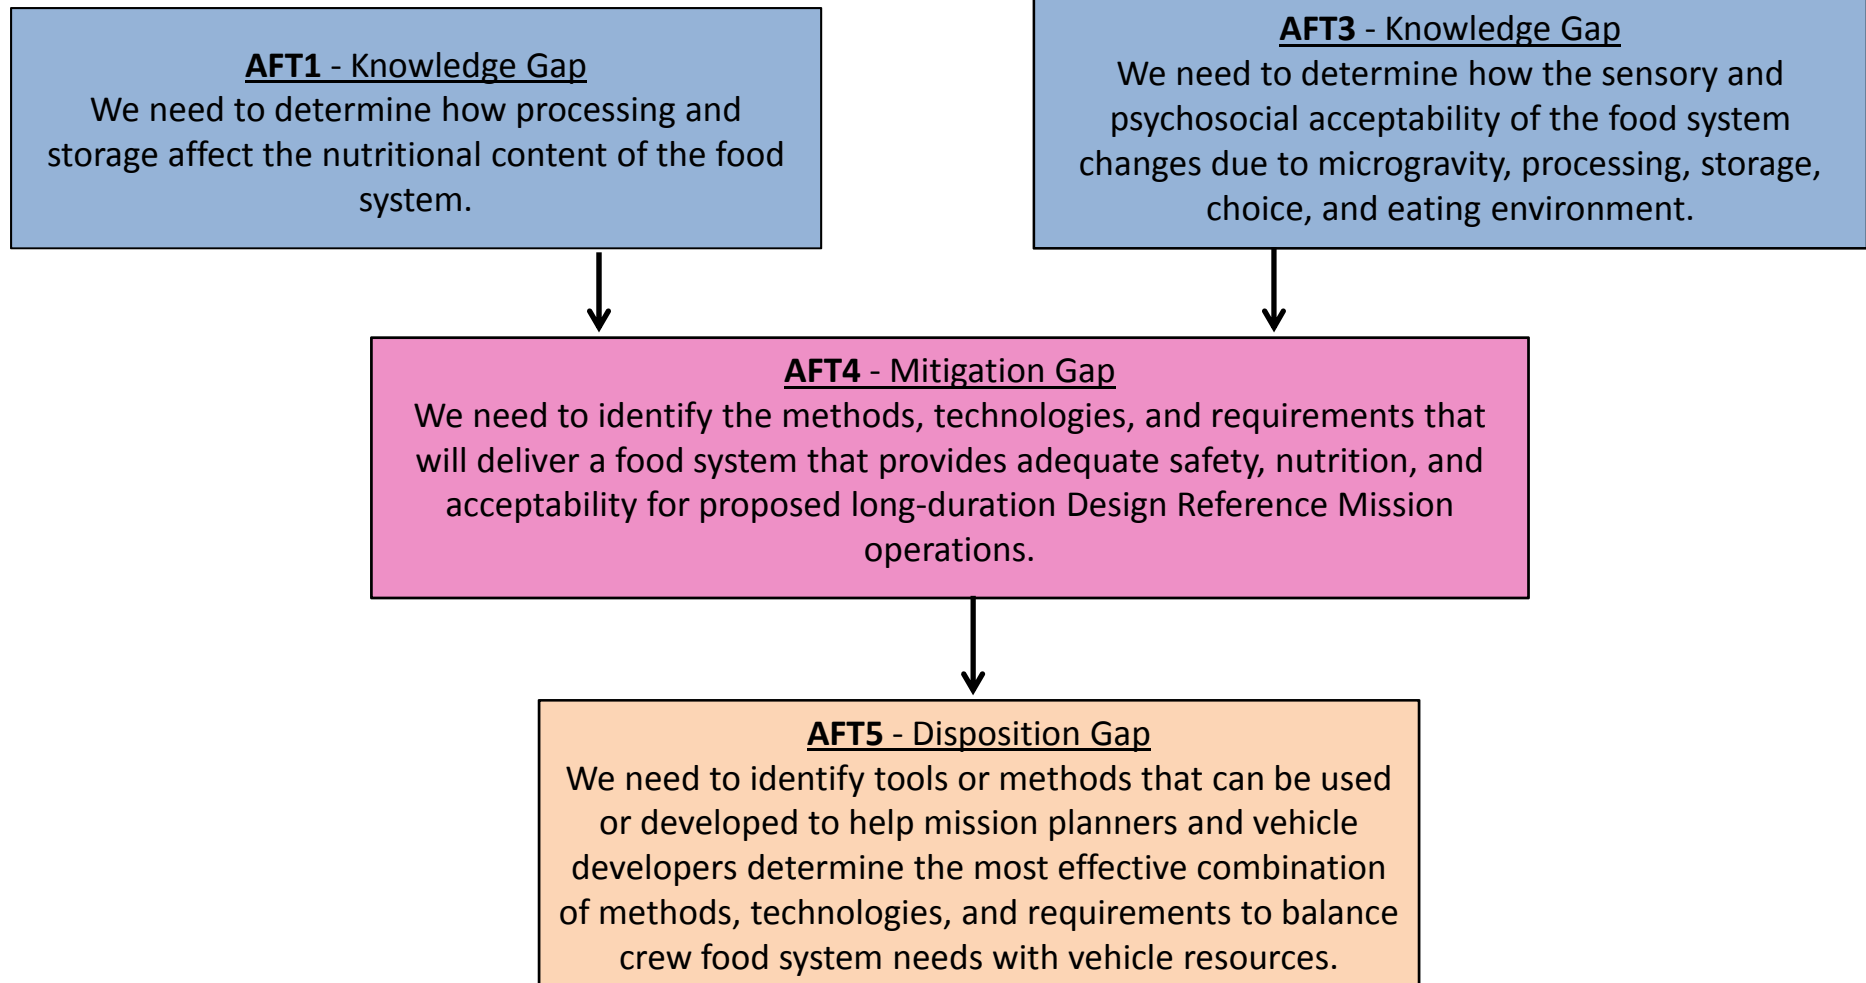 AFT1 - Knowledge Gap
We need to determine how processing and
storage affect the nutritional content of the food
system.
AFT3 - Knowledge Gap
We need to determine how the sensory and
psychosocial acceptability of the food system
changes due to microgravity, processing, storage,
choice, and eating environment.
AFT4 - Mitigation Gap
We need to identify the methods, technologies, and requirements that
will deliver a food system that provides adequate safety, nutrition, and
acceptability for proposed long-duration Design Reference Mission
operations.
AFT5 - Disposition Gap
We need to identify tools or methods that can be used
or developed to help mission planners and vehicle
developers determine the most effective combination
of methods, technologies, and requirements to balance
crew food system needs with vehicle resources.